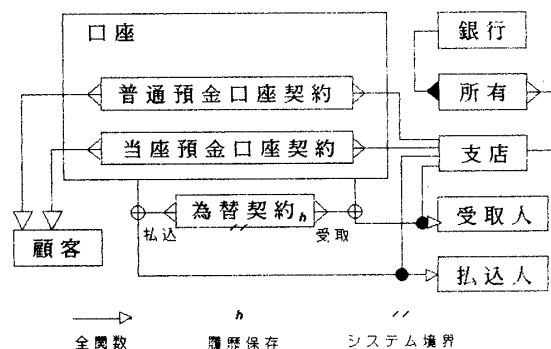 口座
銀行
普通預金口座契約
所有
当座預金口座契約
支店
為替契約 h
払込
受取
受取人
顧客
払込人
h
全関数
履歴保存
システム境界